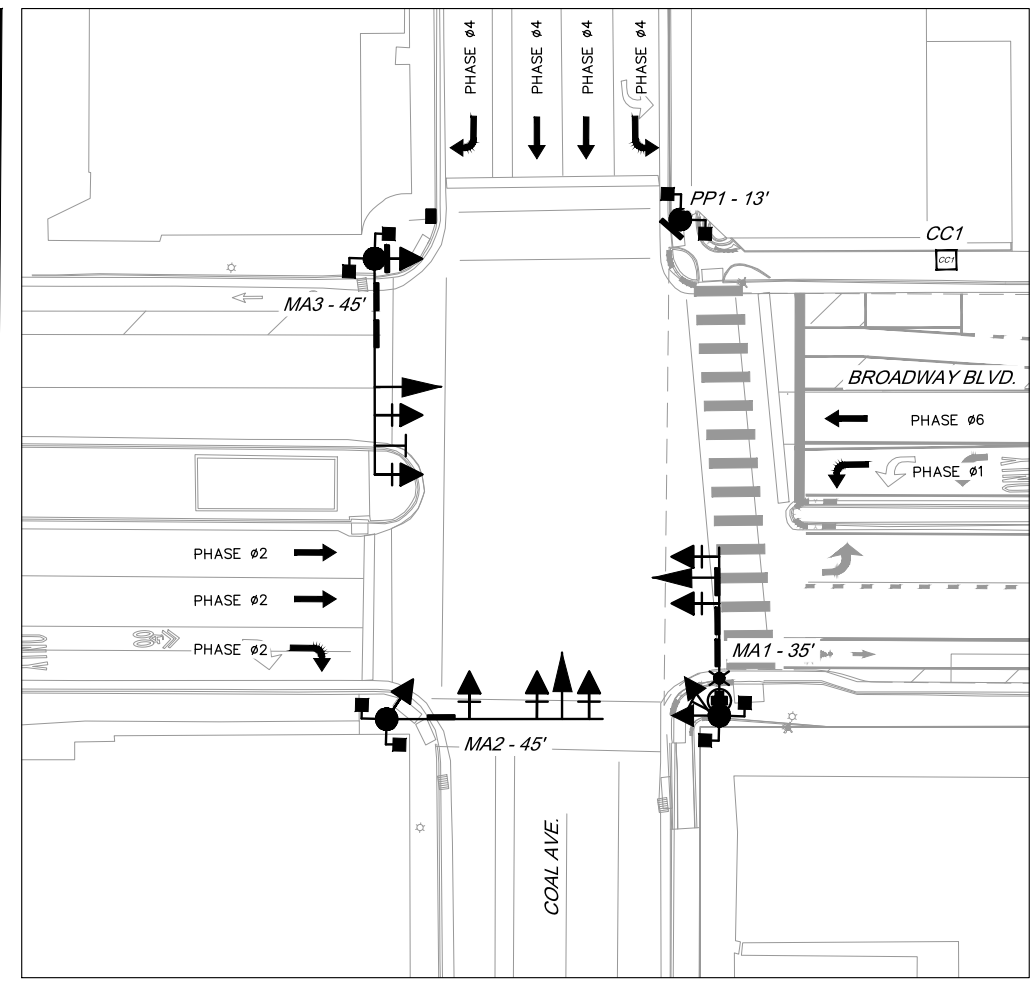 PHASE ø4
PHASE ø4
PHASE ø4
PHASE ø4
PP1 - 13'
CC1
CC1
MA3 - 45'
BROADWAY BLVD.
PHASE ø6
PHASE ø1
PHASE ø2
PHASE ø2
PHASE ø2
MA1 - 35'
MA2 - 45'
COAL AVE.